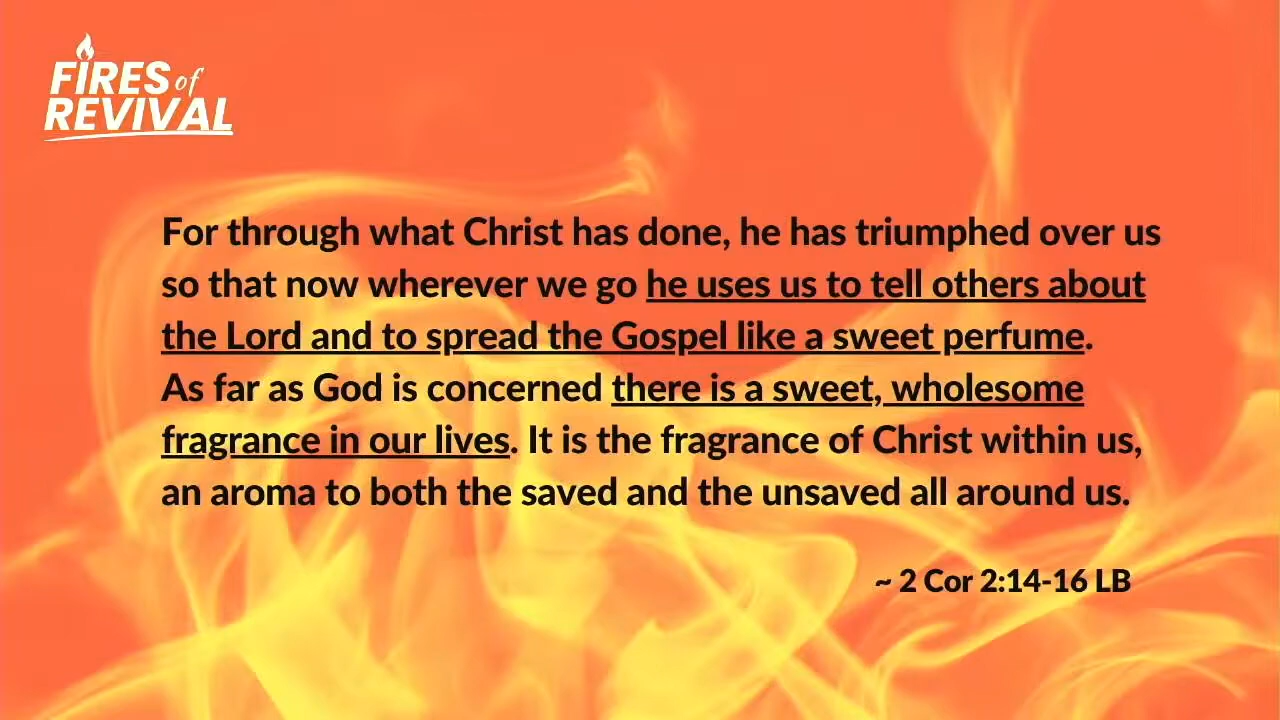 FIRES of
REVIVAL
For through what Christ has done, he has triumphed over us
so that now wherever we go he uses us to tell others about
the Lord and to spread the Gospel like a sweet perfume.
As far as God is concerned there is a sweet, wholesome
fragrance in our lives. It is the fragrance of Christ within us,
an aroma to both the saved and the unsaved all around us.
~ 2 Cor 2:14-16 LB